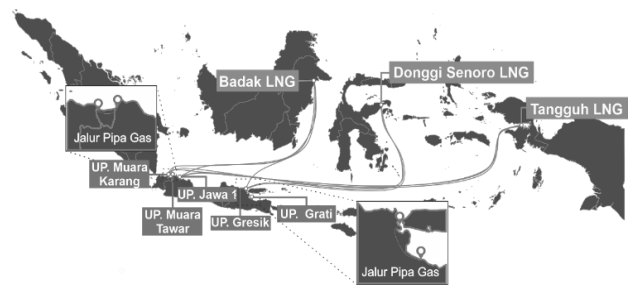 Badak LNG
Donggi Senoro LNG
Tangguh LNG
Jalur Pipa Gas
UP. Muara
Karang
UP. Jawa 1
UP. Muara
Tawar
UP. Gresik
UP. Grati
Jalur Pipa Gas